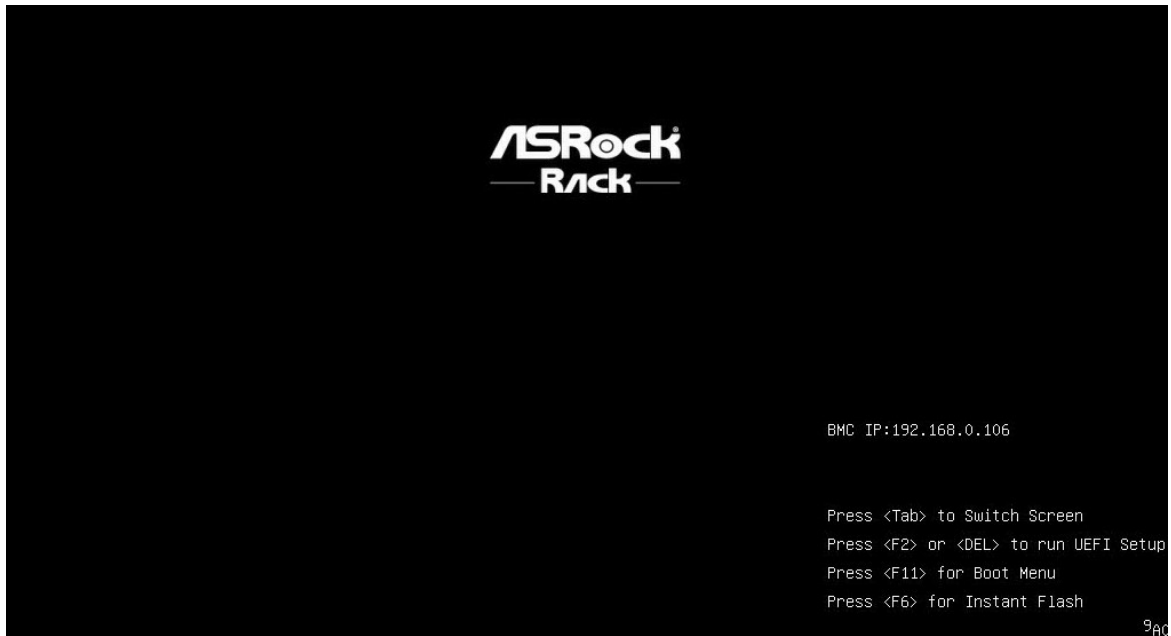 ASRock
Rack
BMC IP:192.168.0.106
Press <Tab> to Switch Screen
Press <F2> or <DEL> to run UEFI Setup
Press <F11> for Boot Menu
Press <F6> for Instant Flash